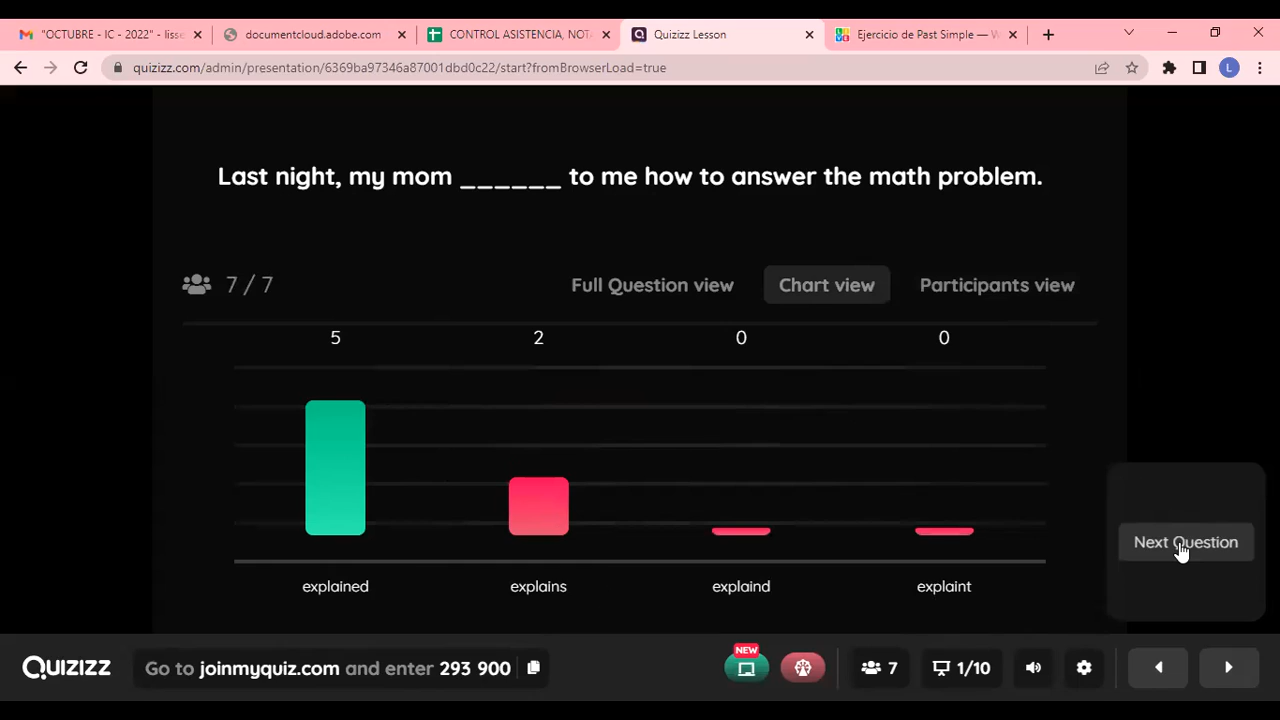 "OCTUBRE - IC - 2022" - lisse
documentcloud.adobe.com
CONTROL ASISTENCIA, NOT
Quizizz Lesson
Ejercicio de Past Simple — W
quizizz.com/admin/presentation/6369ba97346a87001dbd0c22/start?fromBrowserLoad=true
L
Last night, my mom ______ to me how to answer the math problem.
7 / 7
Full Question view
Chart view
Participants view
5
2
0
0
explained
explains
explaind
explaint
Next Question
QUIZIZZ
Go to joinmyquiz.com and enter 293 900
NEW
7
1/10